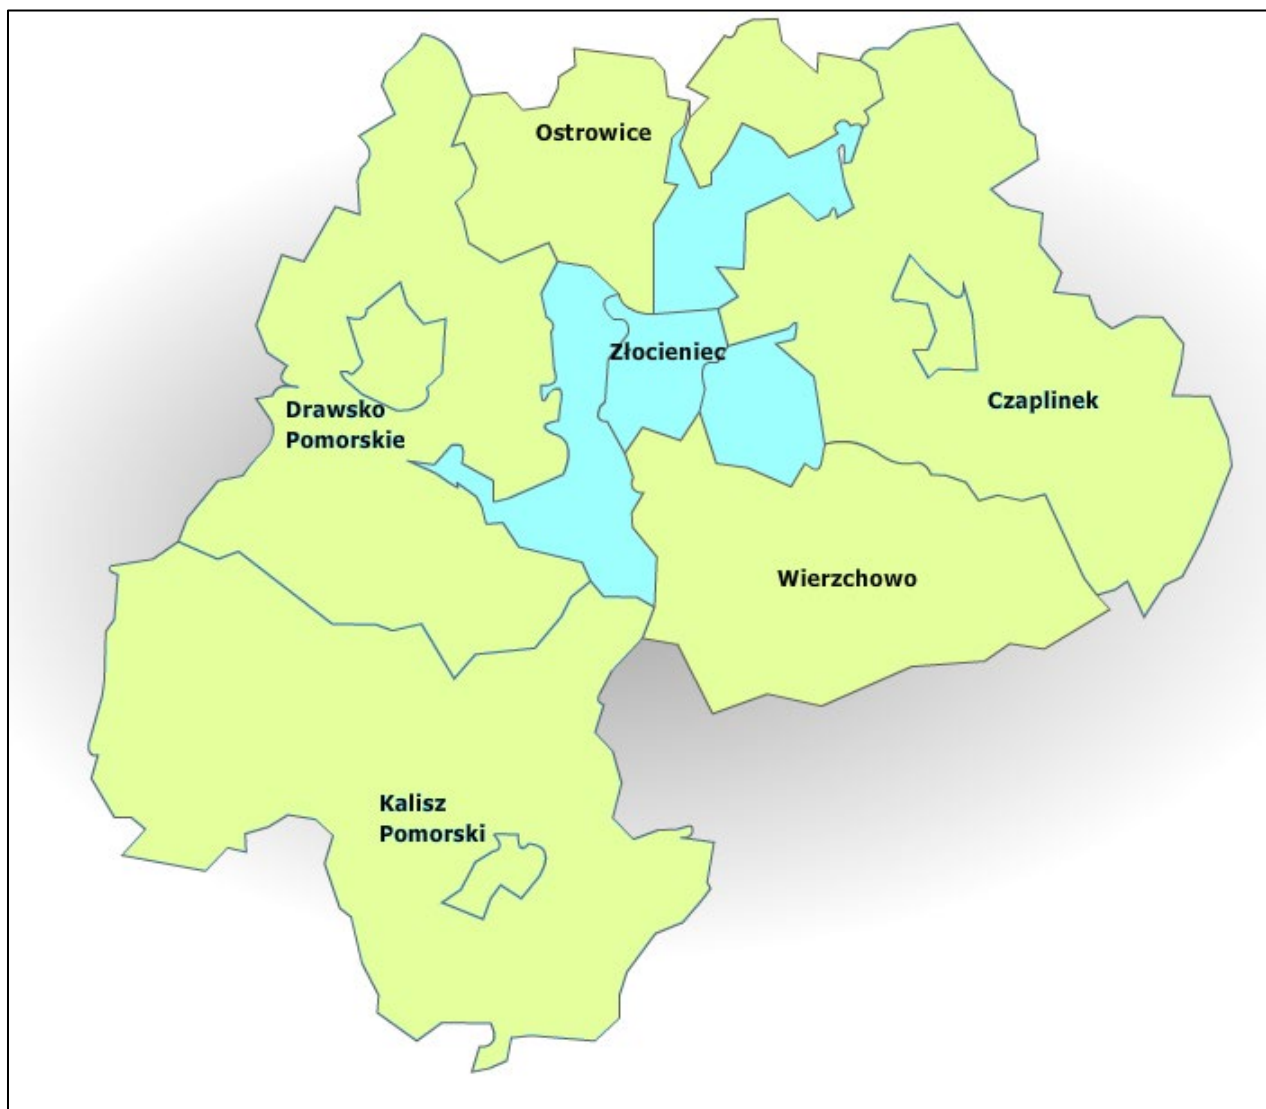 Ostrowice
Złocieniec
Czaplinek
Drawsko
Pomorskie
Wierzchowo
Kalisz
Pomorski